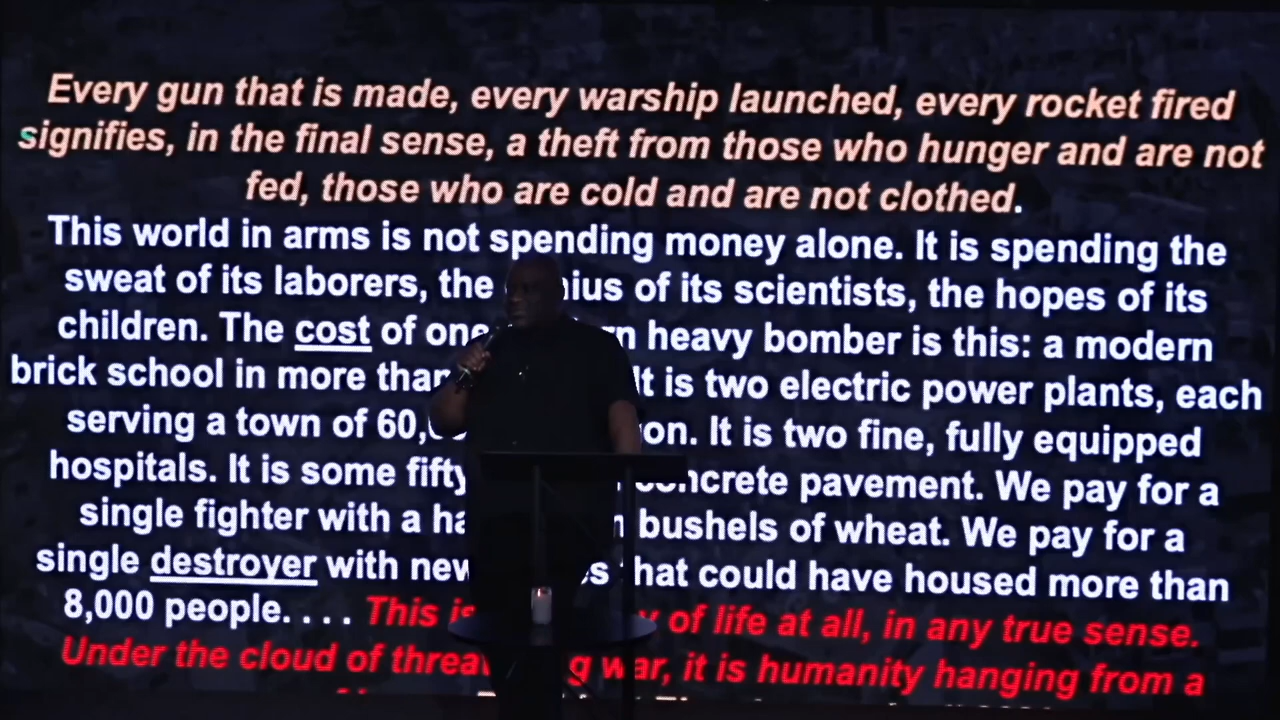 Every gun that is made, every warship launched, every rocket fired
signifies, in the final sense, a theft from those who hunger and are not
fed, those who are cold and are not clothed.
This world in arms is not spending money alone. It is spending the
sweat of its laborers, the of its scientists, the hopes of its
children. The cost of one heavy bomber is this: a modern
brick school in more than It is two electric power plants, each
serving a town of It is two fine, fully equipped
hospitals. It is some fifty concrete pavement. We pay for a
single fighter with a bushels of wheat. We pay for a
single destroyer with new that could have housed more than
8,000 people. . . . This is of life at all, in any true sense.
Under the cloud of war, it is humanity hanging from a